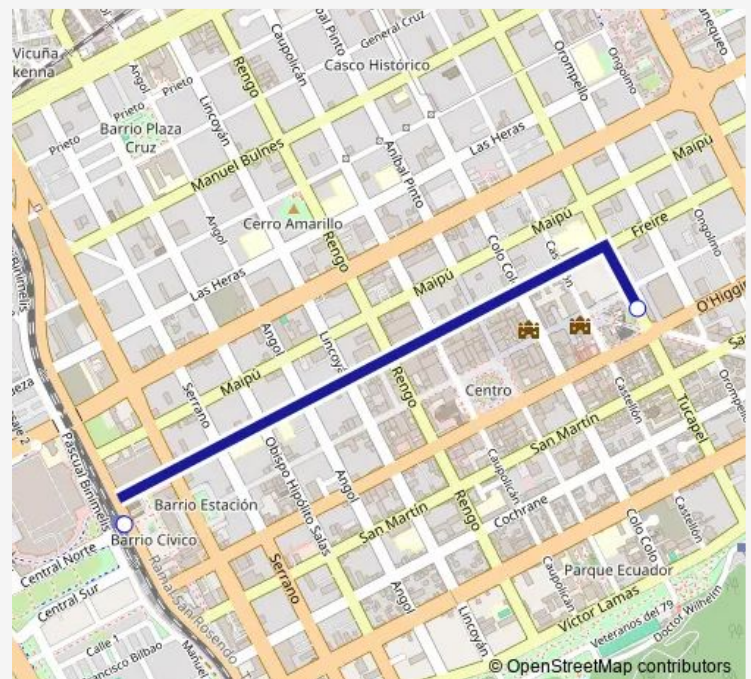 Vicuña
kenna
Angol
Prieto
Prieto
Prieto
Lincoyán
Rengo
Caupolicán
General Cruz
Casco Histórico
Orompello
Ongolmo
Barrio Plaza
Cruz
Manuel Bulnes
Aníbal Pinto
Las Heras
Maipú
Angol
Cerro Amarillo
Rengo
Maipú
Freire
Ongolmo
Las Heras
Colo Colo
Maipú
O'Higgin
Angol
Lincoyán
Serrano
Maipú
Rengo
Centro
Castellón
Orompello
Tucapel
Pascual Binimelis
Obispo Hipólito Salas
Angol
San Martín
Caupolicán
Barrio Estación
Rengo
Cochrane
Castellón
Colo Colo
San Martín
Barrio Cívico
Central Norte
Serrano
Ramal San Rosendo
Central Sur
Angol
Lincoyán
Caupolicán
Parque Ecuador
Víctor Lamas
Veteranos del 79
Doctor Wilhelm
Calle 1
Manuel
© OpenStreetMap contributors